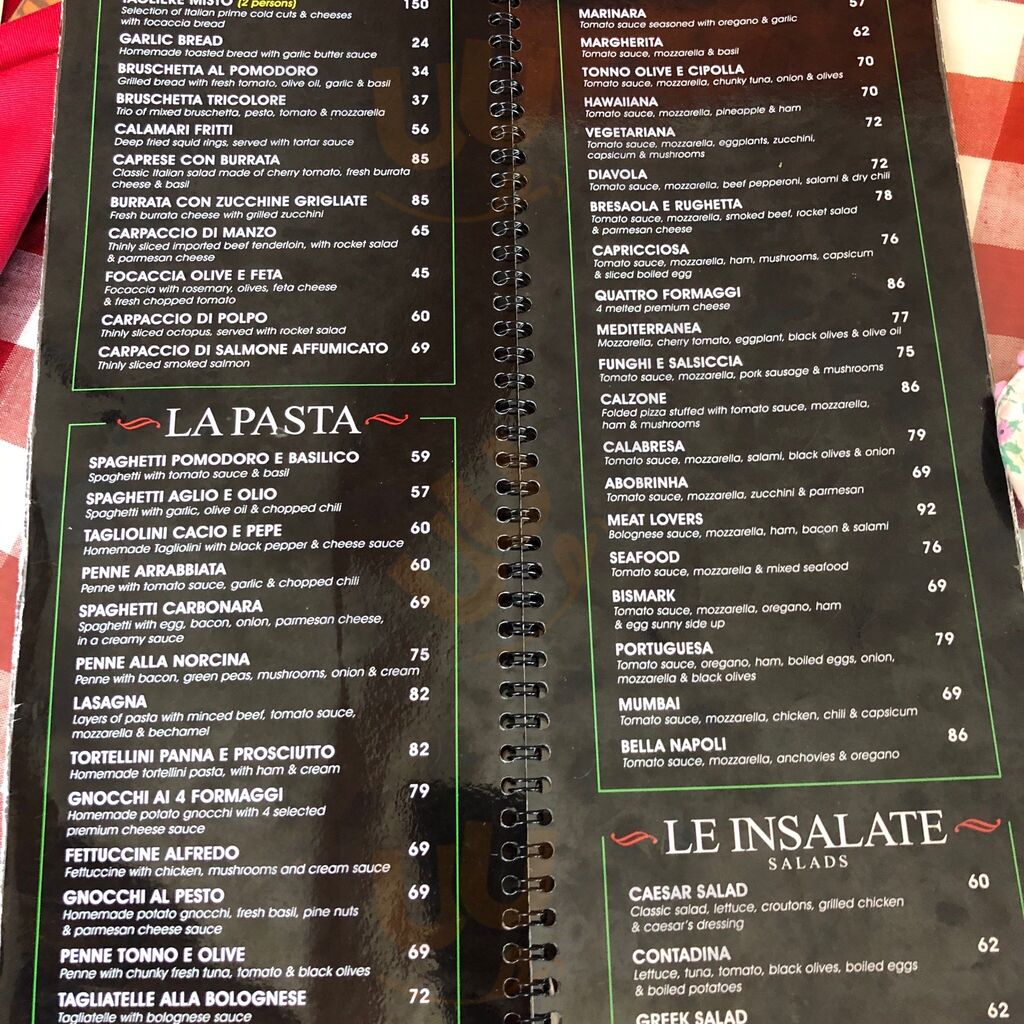 TAGLIERE MISTO (2 persons) 150
Selection of Italian prime cold cuts & cheeses
with focaccia bread
GARLIC BREAD 24
Homemade toasted bread with garlic butter sauce
BRUSCHETTA AL POMODORO 34
Grilled bread with fresh tomato, olive oil, garlic & basil
BRUSCHETTA TRICOLORE 37
Trio of mixed bruschetta, pesto, tomato & mozzarella
CALAMARI FRITTI 56
Deep fried squid rings, served with tartar sauce
CAPRESE CON BURRATA 85
Classic Italian salad made of cherry tomato, fresh burrata
cheese & basil
BURRATA CON ZUCCHINE GRIGLIATE 85
Fresh burrata cheese with grilled zucchini
CARPACCIO DI MANZO 65
Thinly sliced imported beef tenderloin, with rocket salad
& parmesan cheese
FOCACCIA OLIVE E FETA 45
Focaccia with rosemary, olives, feta cheese
& fresh chopped tomato
CARPACCIO DI POLPO 60
Thinly sliced octopus, served with rocket salad
CARPACCIO DI SALMONE AFFUMICATO 69
Thinly sliced smoked salmon
LA PASTA
SPAGHETTI POMODORO E BASILICO 59
Spaghetti with tomato sauce & basil
SPAGHETTI AGLIO E OLIO 57
Spaghetti with garlic, olive oil & chopped chili
TAGLIOLINI CACIO E PEPE 60
Homemade Tagliolini with black pepper & cheese sauce
PENNE ARRABBIATA 60
Penne with tomato sauce, garlic & chopped chili
SPAGHETTI CARBONARA 69
Spaghetti with egg, bacon, onion, parmesan cheese,
in a creamy sauce
PENNE ALLA NORCINA 75
Penne with bacon, green peas, mushrooms, onion & cream
LASAGNA 82
Layers of pasta with minced beef, tomato sauce,
mozzarella & bechamel
TORTELLINI PANNA E PROSCIUTTO 82
Homemade tortellini pasta, with ham & cream
GNOCCHI AI 4 FORMAGGI 79
Homemade potato gnocchi with 4 selected
premium cheese sauce
FETTUCCINE ALFREDO 69
Fettuccine with chicken, mushrooms and cream sauce
GNOCCHI AL PESTO 69
Homemade potato gnocchi, fresh basil, pine nuts
& parmesan cheese sauce
PENNE TONNO E OLIVE 69
Penne with chunky fresh tuna, tomato & black olives
TAGLIATELLE ALLA BOLOGNESE 72
Tagliatelle with bolognese sauce
MARINARA 57
Tomato sauce seasoned with oregano & garlic
MARGHERITA 62
Tomato sauce, mozzarella & basil
TONNO OLIVE E CIPOLLA 70
Tomato sauce, mozzarella, chunky tuna, onion & olives
HAWAIIANA 70
Tomato sauce, mozzarella, pineapple & ham
VEGETARIANA 72
Tomato sauce, mozzarella, eggplants, zucchini,
capsicum & mushrooms
DIAVOLA 72
Tomato sauce, mozzarella, beef pepperoni, salami & dry chili
BRESAOLA E RUGHETTA 78
Tomato sauce, mozzarella, smoked beef, rocket salad
& parmesan cheese
CAPRICCIOSA 76
Tomato sauce, mozzarella, ham, mushrooms, capsicum
& sliced boiled egg
QUATTRO FORMAGGI 86
4 melted premium cheese
MEDITERRANEA 77
Mozzarella, cherry tomato, eggplant, black olives & olive oil
FUNGHI E SALSICCIA 75
Tomato sauce, mozzarella, pork sausage & mushrooms
CALZONE 86
Folded pizza stuffed with tomato sauce, mozzarella,
ham & mushrooms
CALABRESA 79
Tomato sauce, mozzarella, salami, black olives & onion
ABOBRINHA 69
Tomato sauce, mozzarella, zucchini & parmesan
MEAT LOVERS 92
Bolognese sauce, mozzarella, ham, bacon & salami
SEAFOOD 76
Tomato sauce, mozzarella & mixed seafood
BISMARK 69
Tomato sauce, mozzarella, oregano, ham
& egg sunny side up
PORTUGUESA 79
Tomato sauce, oregano, ham, boiled eggs, onion,
mozzarella & black olives
MUMBAI 69
Tomato sauce, mozzarella, chicken, chili & capsicum
BELLA NAPOLI 86
Tomato sauce, mozzarella, anchovies & oregano
LE INSALATE
SALADS
CAESAR SALAD 60
Classic salad, lettuce, croutons, grilled chicken
& caesar's dressing
CONTADINA 62
Lettuce, tuna, tomato, black olives, boiled eggs
& boiled potatoes
GREEK SALAD 62